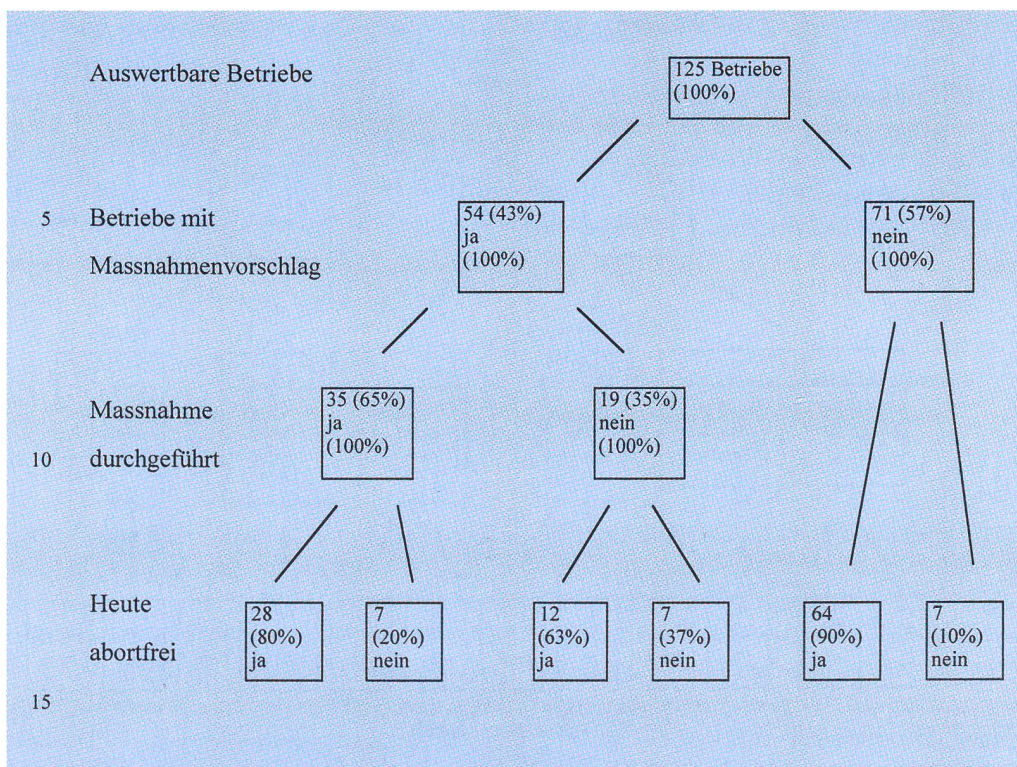 Auswertbare Betriebe
125 Betriebe
(100%)
5
Betriebe mit
Massnahmenvorschlag
54 (43%)
ja
(100%)
71 (57%)
nein
(100%)
Massnahme
10
durchgeführt
35 (65%)
ja
(100%)
19 (35%)
nein
(100%)
Heute
abortfrei
28
(80%)
ja
7
(20%)
nein
12
(63%)
ja
7
(37%)
nein
64
(90%)
ja
7
(10%)
nein
15